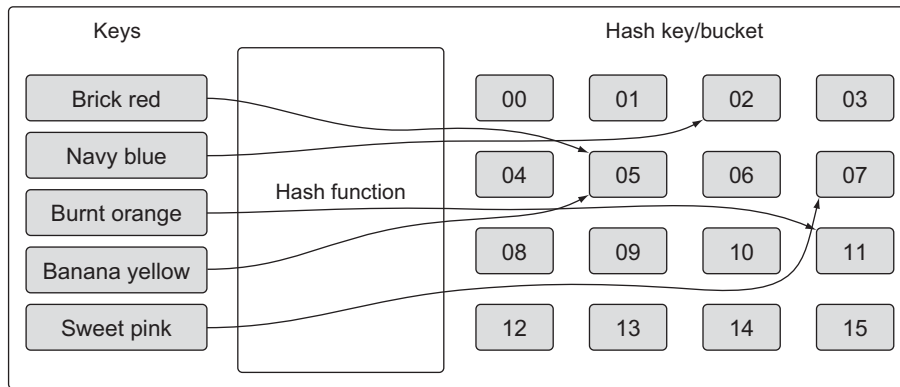 Keys
Hash key/bucket
Brick red
Navy blue
Burnt orange
Banana yellow
Sweet pink
Hash function
00 01 02 03
04 05 06 07
08 09 10 11
12 13 14 15